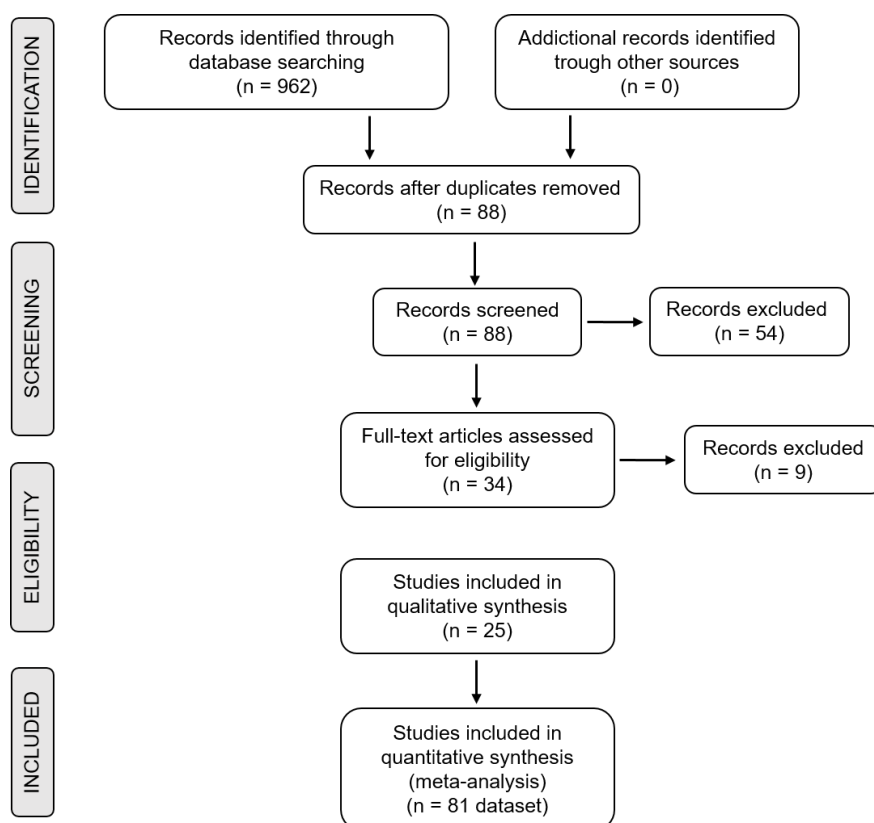 IDENTIFICATION
Records identified through
database searching
(n = 962)
Addictional records identified
trough other sources
(n = 0)
Records after duplicates removed
(n = 88)
SCREENING
Records screened
(n = 88)
Records excluded
(n = 54)
Full-text articles assessed
for eligibility
(n = 34)
Records excluded
(n = 9)
ELIGIBILITY
Studies included in
qualitative synthesis
(n = 25)
INCLUDED
Studies included in
quantitative synthesis
(meta-analysis)
(n = 81 dataset)